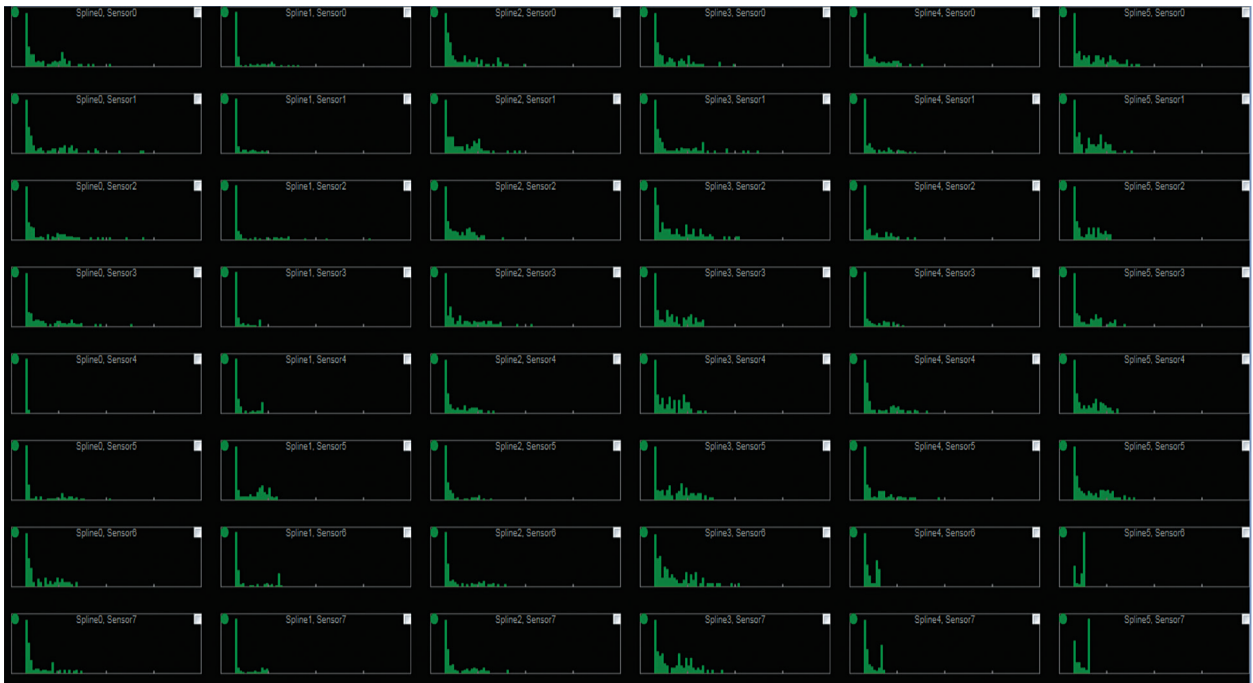 Spline0, Sensor0
Spline1, Sensor0
Spline2, Sensor0
Spline3, Sensor0
Spline4, Sensor0
Spline5, Sensor0
Spline0, Sensor1
Spline1, Sensor1
Spline2, Sensor1
Spline3, Sensor1
Spline4, Sensor1
Spline5, Sensor1
Spline0, Sensor2
Spline1, Sensor2
Spline2, Sensor2
Spline3, Sensor2
Spline4, Sensor2
Spline5, Sensor2
Spline0, Sensor3
Spline1, Sensor3
Spline2, Sensor3
Spline3, Sensor3
Spline4, Sensor3
Spline5, Sensor3
Spline0, Sensor4
Spline1, Sensor4
Spline2, Sensor4
Spline3, Sensor4
Spline4, Sensor4
Spline5, Sensor4
Spline0, Sensor5
Spline1, Sensor5
Spline2, Sensor5
Spline3, Sensor5
Spline4, Sensor5
Spline5, Sensor5
Spline0, Sensor6
Spline1, Sensor6
Spline2, Sensor6
Spline3, Sensor6
Spline4, Sensor6
Spline5, Sensor6
Spline0, Sensor7
Spline1, Sensor7
Spline2, Sensor7
Spline3, Sensor7
Spline4, Sensor7
Spline5, Sensor7